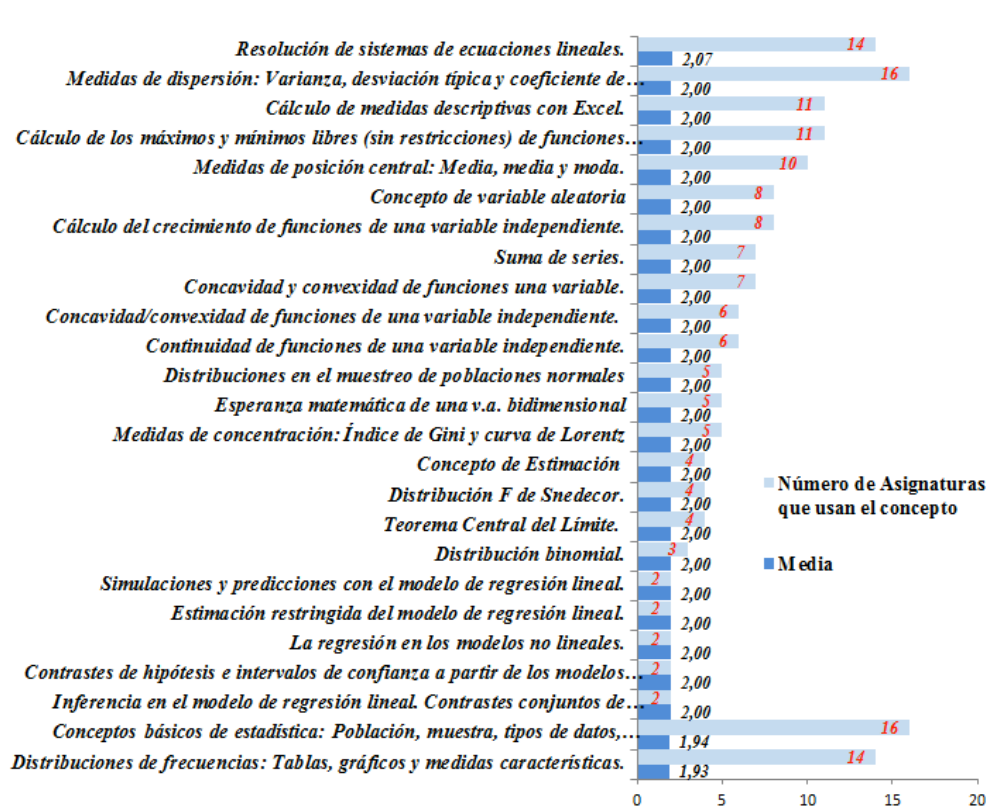 Resolución de sistemas de ecuaciones lineales.
14
2,07
Medidas de dispersión: Varianza, desviación típica y coeficiente de...
16
2,00
Cálculo de medidas descriptivas con Excel.
11
2,00
Cálculo de los máximos y mínimos libres (sin restricciones) de funciones...
11
2,00
Medidas de posición central: Media, media y moda.
10
2,00
Concepto de variable aleatoria
8
2,00
Cálculo del crecimiento de funciones de una variable independiente.
8
2,00
Suma de series.
7
2,00
Concavidad y convexidad de funciones una variable.
7
2,00
Concavidad/convexidad de funciones de una variable independiente.
6
2,00
Continuidad de funciones de una variable independiente.
6
2,00
Distribuciones en el muestreo de poblaciones normales
5
2,00
Esperanza matemática de una v.a. bidimensional
5
2,00
Medidas de concentración: Índice de Gini y curva de Lorentz
5
2,00
Concepto de Estimación
4
2,00
Distribución F de Snedecor.
4
2,00
Teorema Central del Límite.
4
2,00
Distribución binomial.
3
2,00
Simulaciones y predicciones con el modelo de regresión lineal.
2
2,00
Estimación restringida del modelo de regresión lineal.
2
2,00
La regresión en los modelos no lineales.
2
2,00
Contrastes de hipótesis e intervalos de confianza a partir de los modelos...
2
2,00
Inferencia en el modelo de regresión lineal. Contrastes conjuntos de...
2
2,00
Conceptos básicos de estadística: Población, muestra, tipos de datos,...
16
1,94
Distribuciones de frecuencias: Tablas, gráficos y medidas características.
14
1,93
Número de Asignaturas
que usan el concepto
Media
0 5 10 15 20